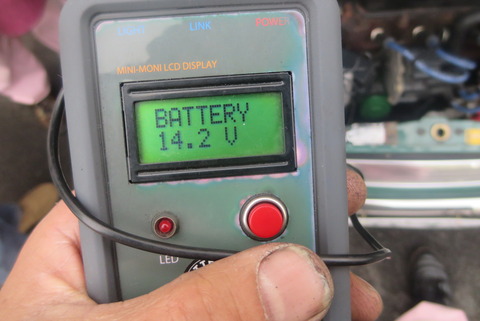 LINK
POWER
MINI-MONI LCD DISPLAY
BATTERY
14.2 V
LED